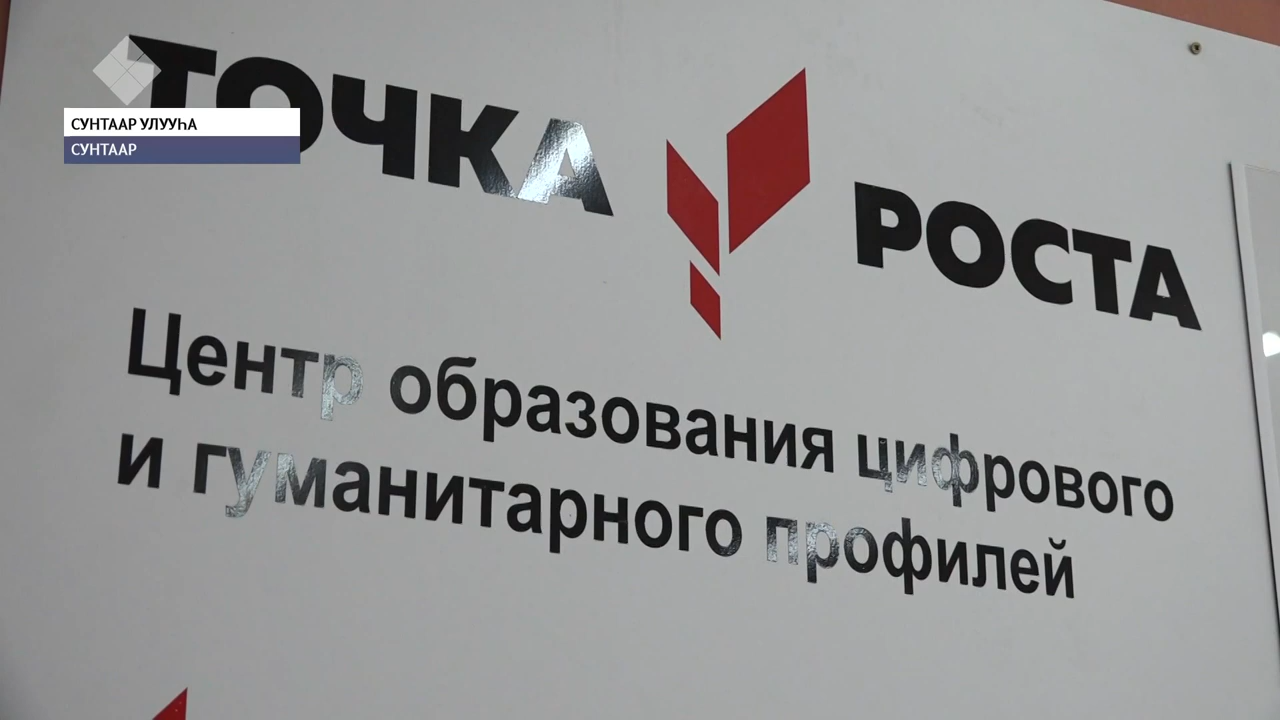 ТОЧКА РОСТА
СУНТААР УЛУУҺА
СУНТААР
Центр образования цифрового
и гуманитарного профилей